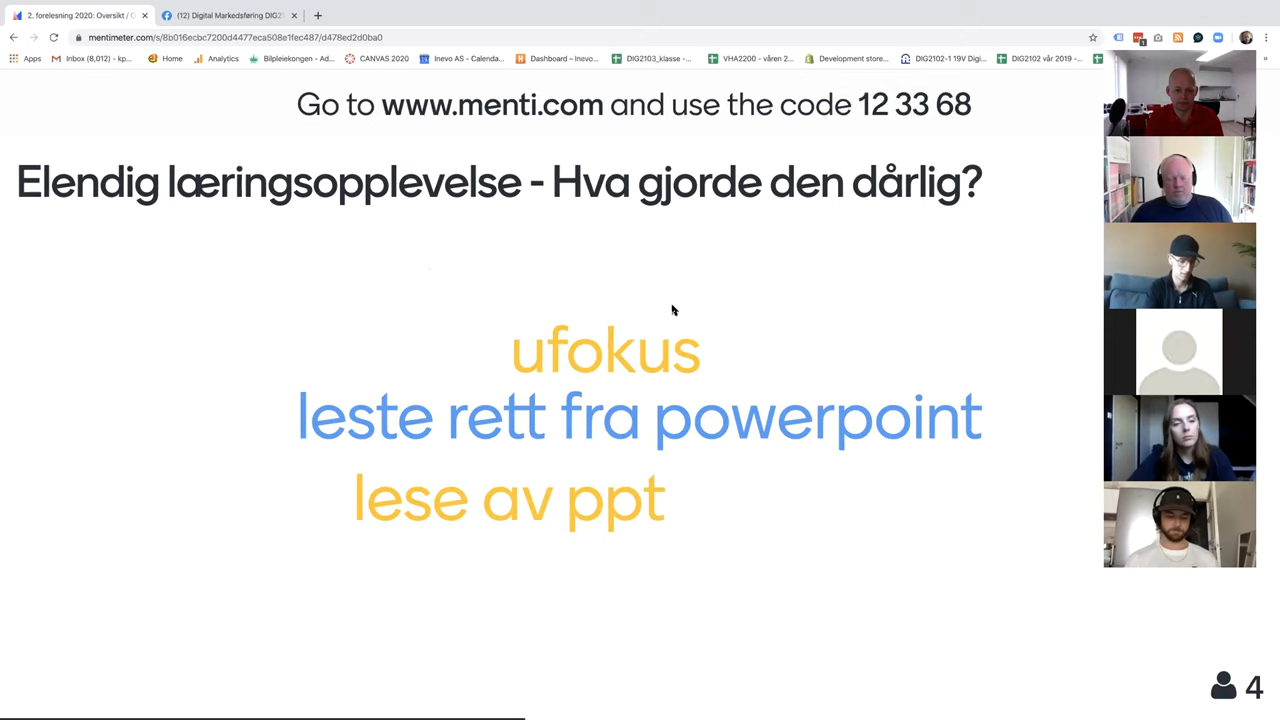 2. forelesning 2020: Oversikt / O
(12) Digital Markedsføring DIG21
mentimeter.com/s/8b016ecbc7200d4477eca508e1fec487/d478ed2d0ba0
Apps
Inbox (8,012) - kp...
Home
Analytics
Bilpleiekongen - Ad...
CANVAS 2020
Inevo AS - Calenda...
Dashboard – Inevo...
DIG2103_klasse -...
VHA2200 - våren 2...
Development store...
DIG2102-1 19V Digi...
DIG2102 vår 2019 -...
»
Go to www.menti.com and use the code 12 33 68
Elendig læringsopplevelse - Hva gjorde den dårlig?
ufokus
leste rett fra powerpoint
lese av ppt
4